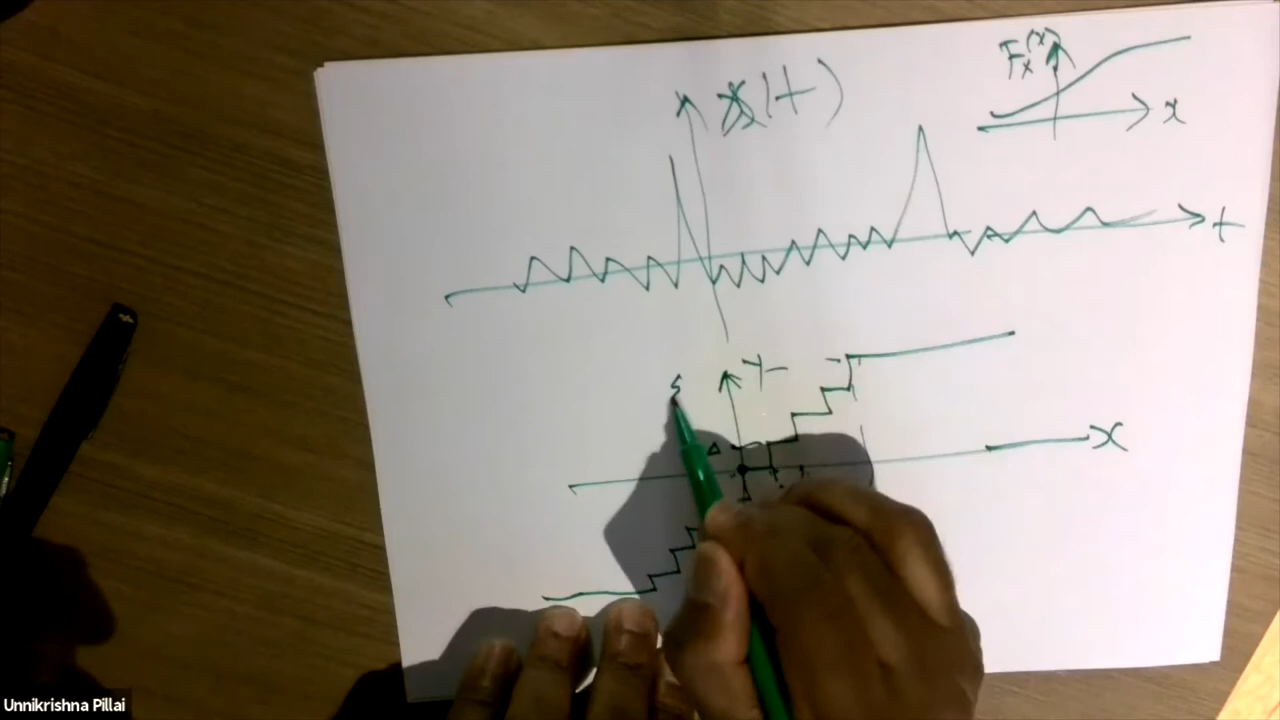 F_x(x)
x
X(t)
t
Y
Δ
x
Unnikrishna Pillai